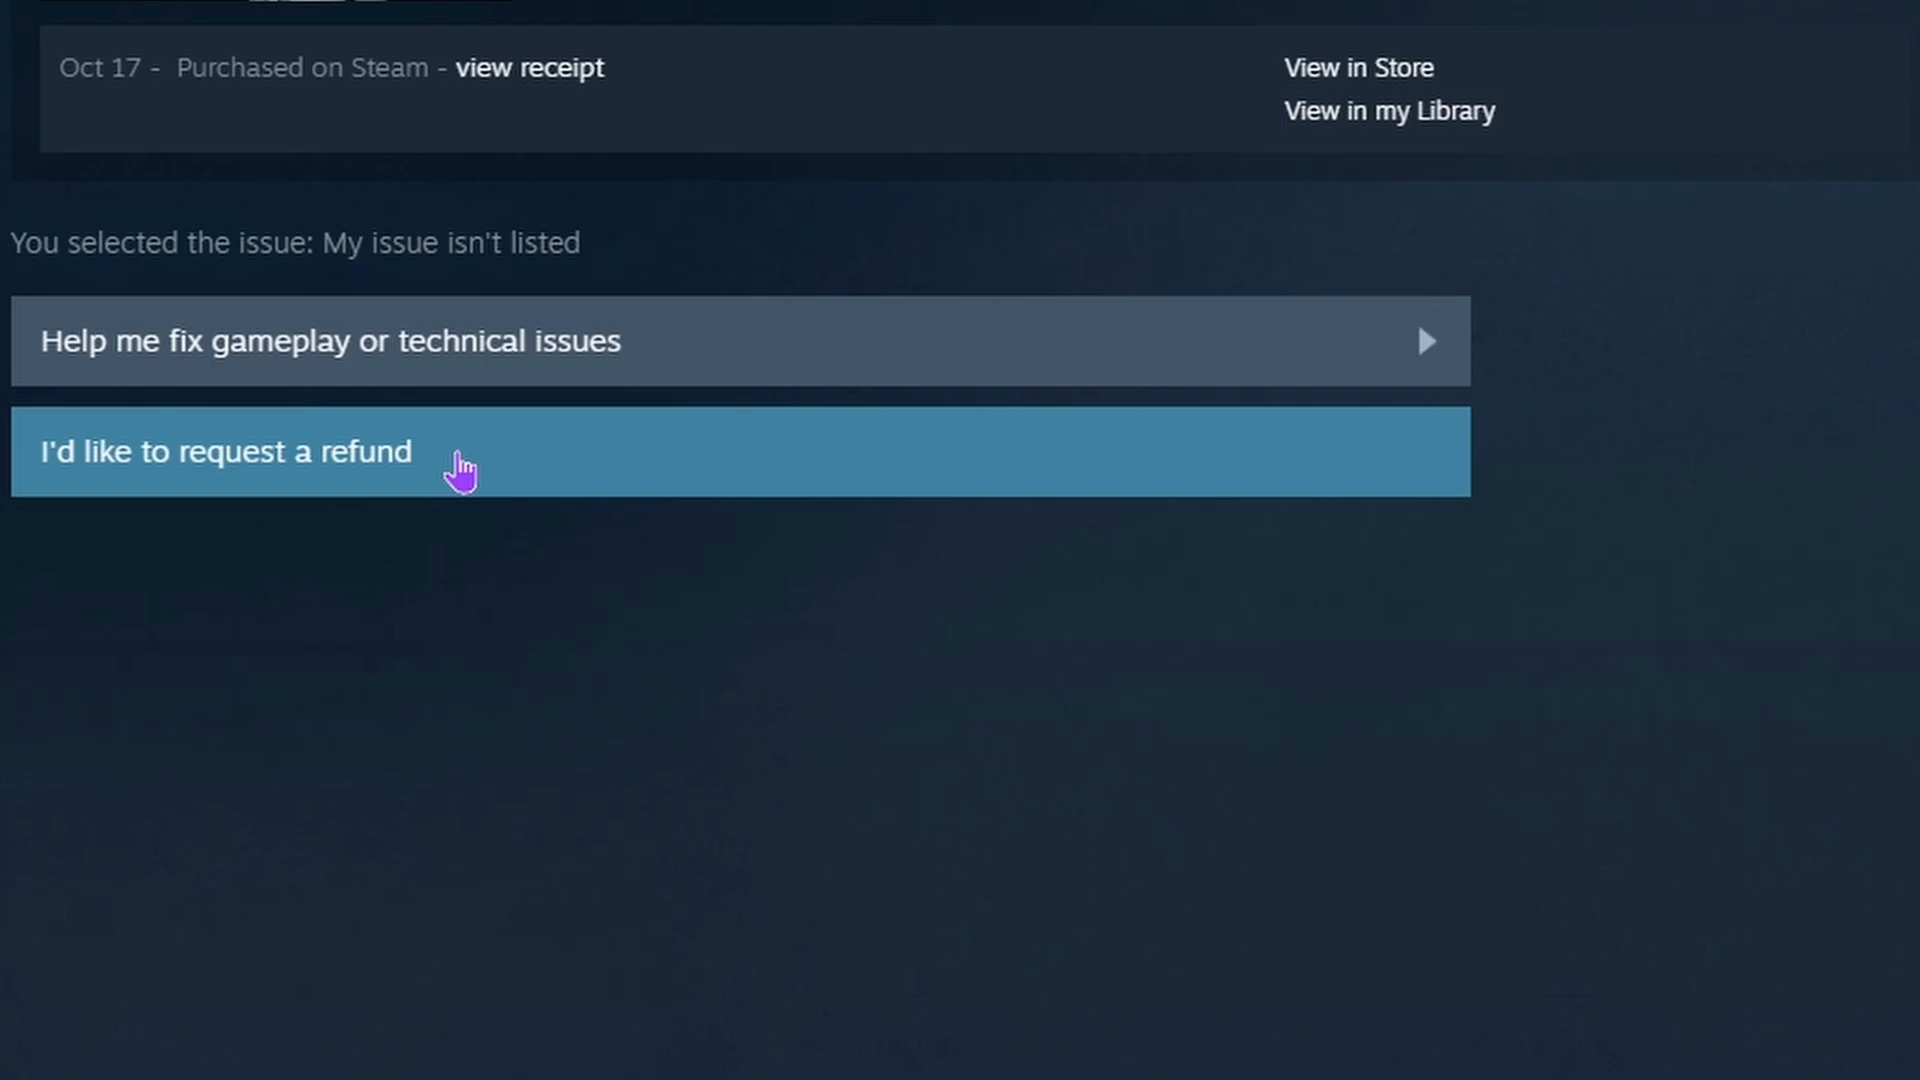 Oct 17 - Purchased on Steam - view receipt
View in Store
View in my Library
You selected the issue: My issue isn't listed
Help me fix gameplay or technical issues
I'd like to request a refund